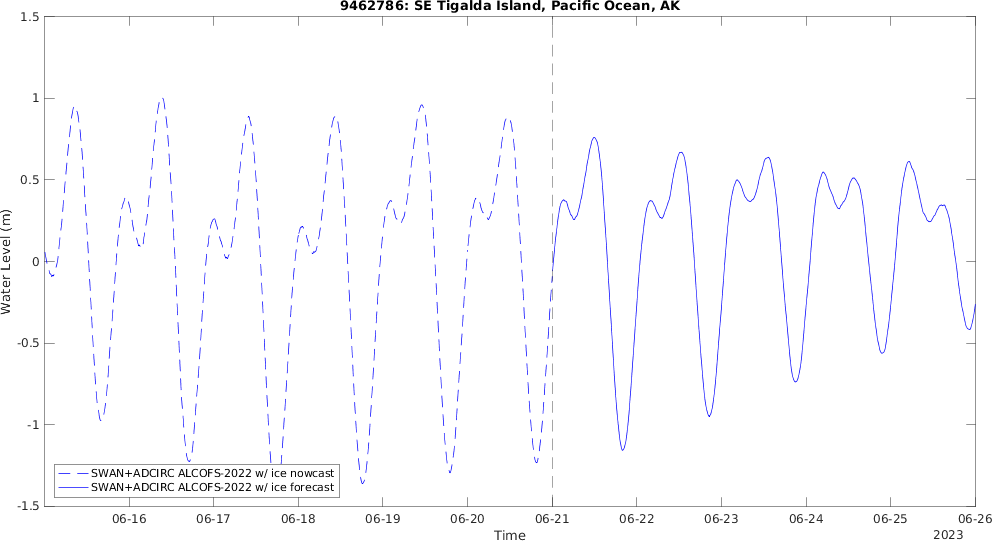 9462786: SE Tigalda Island, Pacific Ocean, AK
1.5
1
0.5
0
-0.5
-1
-1.5
Water Level (m)
SWAN+ADCIRC ALCOFS-2022 w/ ice nowcast
SWAN+ADCIRC ALCOFS-2022 w/ ice forecast
06-16 06-17 06-18 06-19 06-20 06-21 06-22 06-23 06-24 06-25 06-26
Time
2023